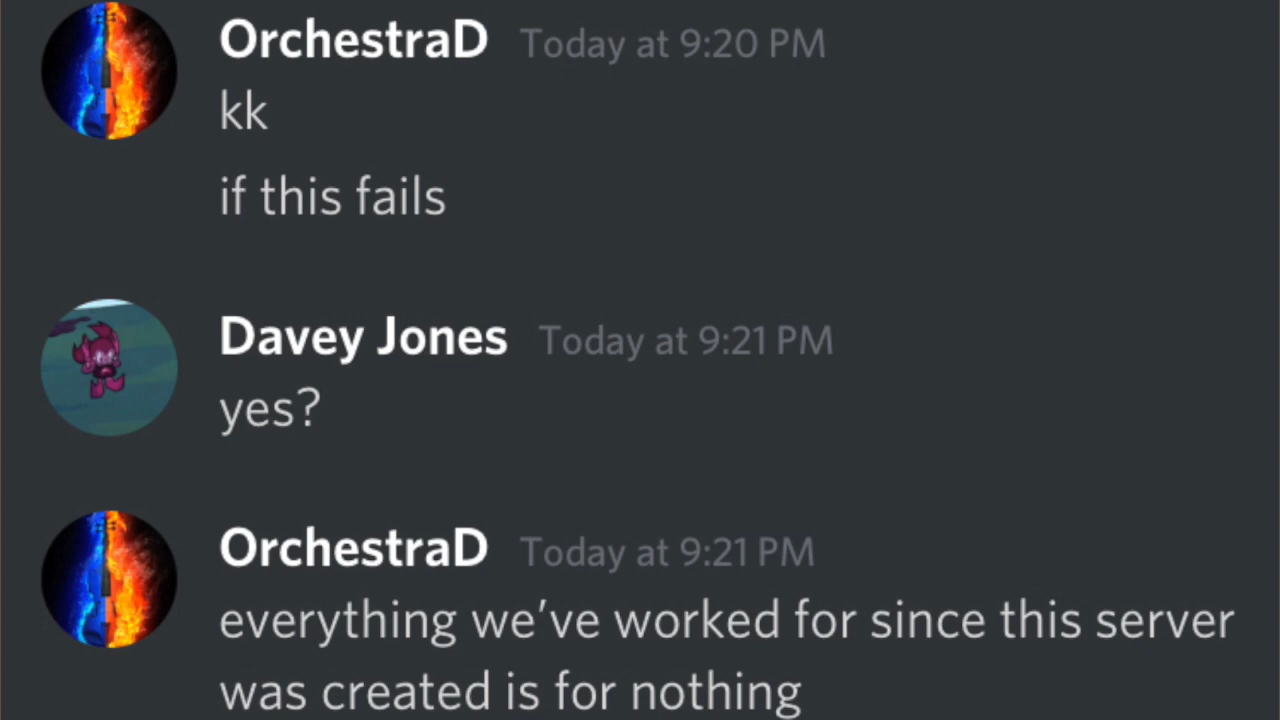 OrchestraD Today at 9:20 PM
kk
if this fails
Davey Jones Today at 9:21 PM
yes?
OrchestraD Today at 9:21 PM
everything we’ve worked for since this server
was created is for nothing